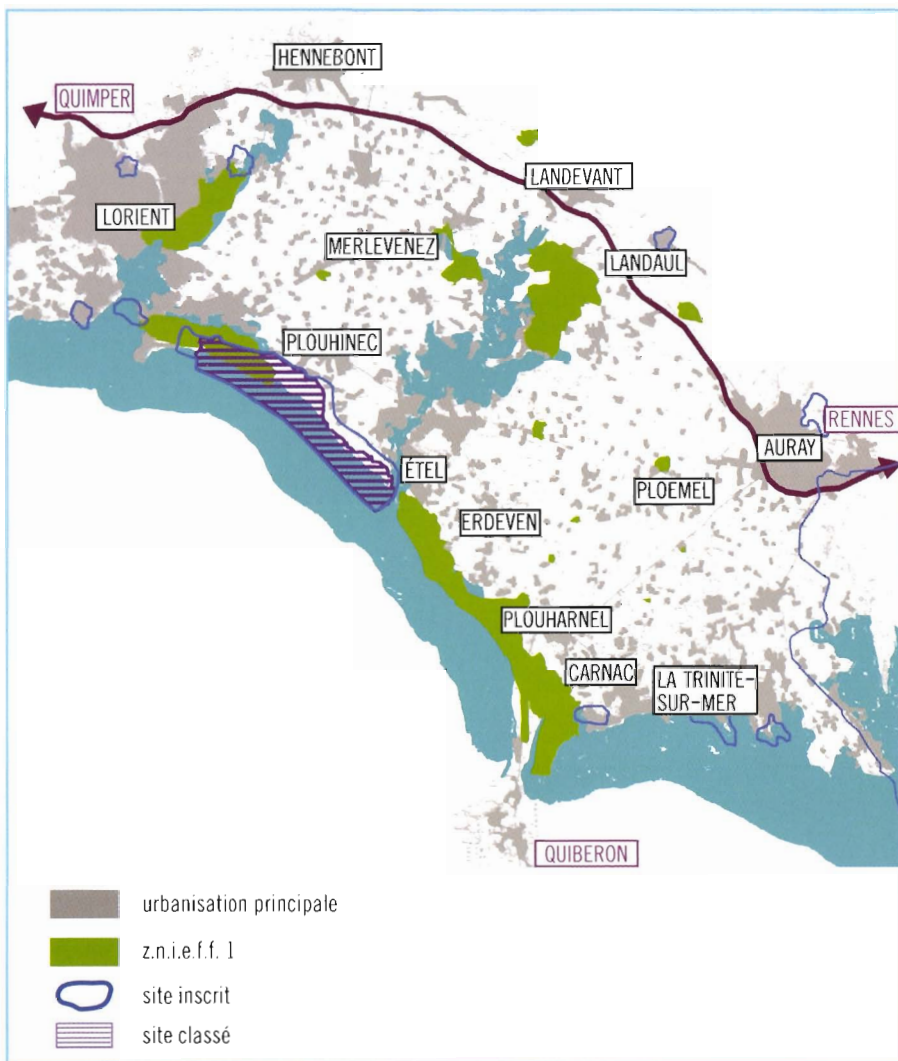 HENNEBONT
QUIMPER
LANDEVANT
LORIENT
MERLEVENEZ
LANDAUL
PLOUHINEC
RENNES
AURAY
ÉTEL
PLOEMEL
ERDEVEN
PLOUHARNEL
CARNAC
LA TRINITE-
SUR-MER
QUIBERON
urbanisation principale
z.n.i.e.f.f. 1
site inscrit
site classé